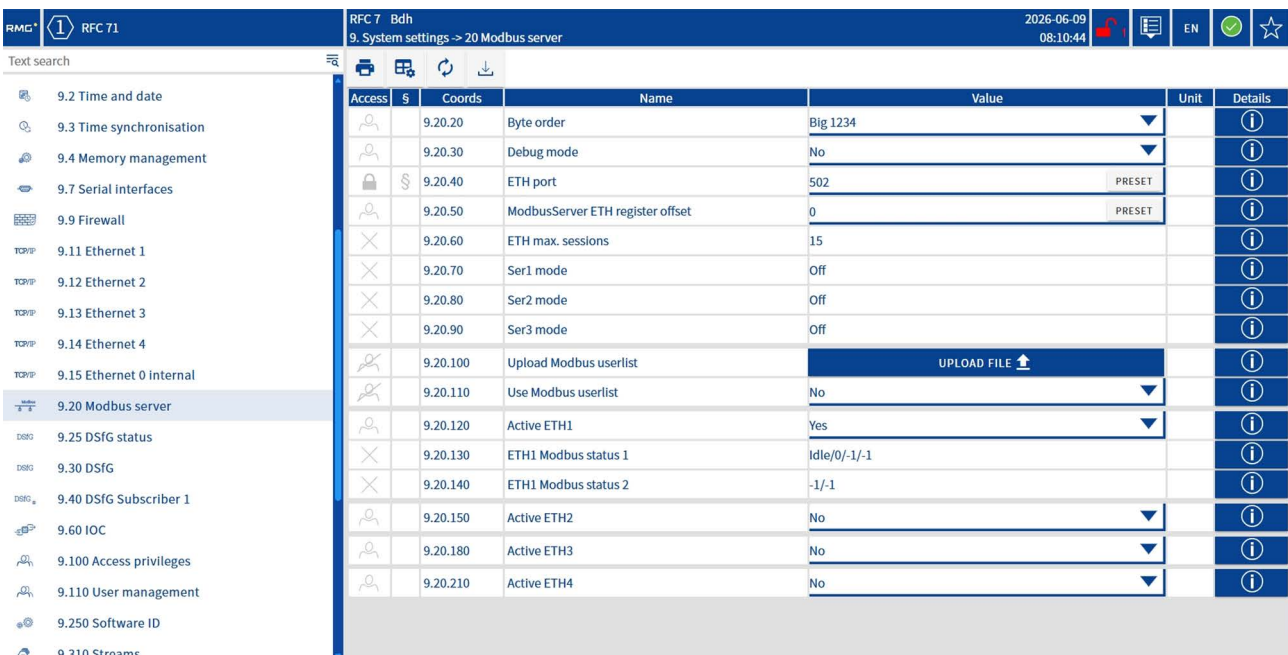 RMG 1 RFC 71
RFC 7 Bdh
9. System settings -> 20 Modbus server
2026-06-09
08:10:44
1
EN
Text search
9.2 Time and date
9.3 Time synchronisation
9.4 Memory management
9.7 Serial interfaces
9.9 Firewall
TCP/IP 9.11 Ethernet 1
TCP/IP 9.12 Ethernet 2
TCP/IP 9.13 Ethernet 3
TCP/IP 9.14 Ethernet 4
TCP/IP 9.15 Ethernet 0 internal
Modbus 9.20 Modbus server
DSfG 9.25 DSfG status
DSfG 9.30 DSfG
DSfG 9.40 DSfG Subscriber 1
9.60 IOC
9.100 Access privileges
9.110 User management
9.250 Software ID
9.310 Streams
Access § Coords Name Value Unit Details
9.20.20 Byte order Big 1234
9.20.30 Debug mode No
§ 9.20.40 ETH port 502 PRESET
9.20.50 ModbusServer ETH register offset 0 PRESET
9.20.60 ETH max. sessions 15
9.20.70 Ser1 mode Off
9.20.80 Ser2 mode Off
9.20.90 Ser3 mode Off
9.20.100 Upload Modbus userlist UPLOAD FILE
9.20.110 Use Modbus userlist No
9.20.120 Active ETH1 Yes
9.20.130 ETH1 Modbus status 1 Idle/0/-1/-1
9.20.140 ETH1 Modbus status 2 -1/-1
9.20.150 Active ETH2 No
9.20.180 Active ETH3 No
9.20.210 Active ETH4 No